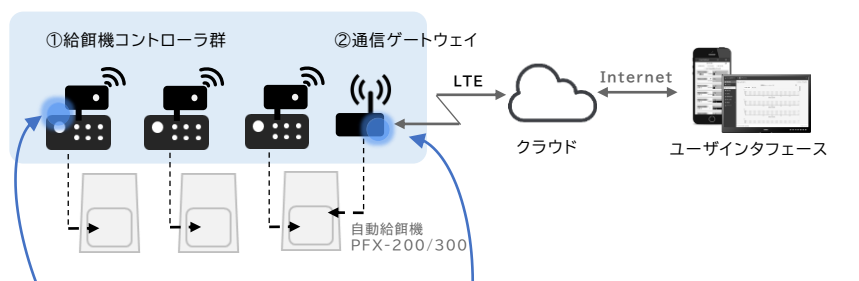 ①給餌機コントローラ群
②通信ゲートウェイ
LTE
Internet
クラウド
ユーザインタフェース
自動給餌機
PFX-200/300